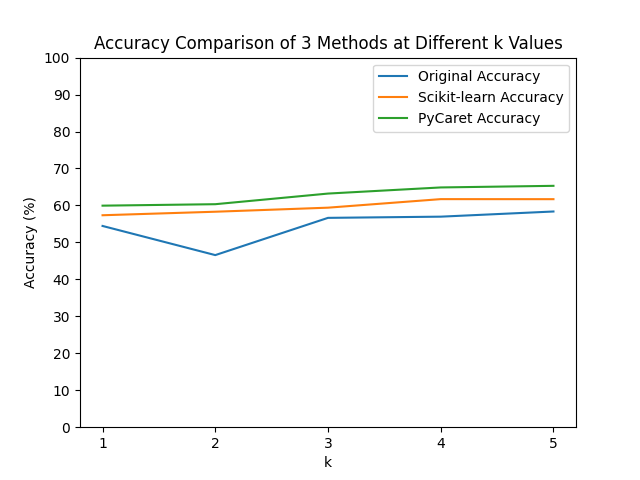 Accuracy Comparison of 3 Methods at Different k Values
100
90
80
70
60
50
40
30
20
10
0
Accuracy (%)
Original Accuracy
Scikit-learn Accuracy
PyCaret Accuracy
1 2 3 4 5
k